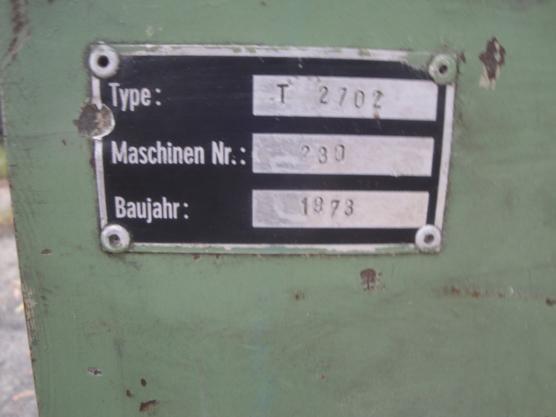 Type: T 2702
Maschinen Nr.: 230
Baujahr: 1973